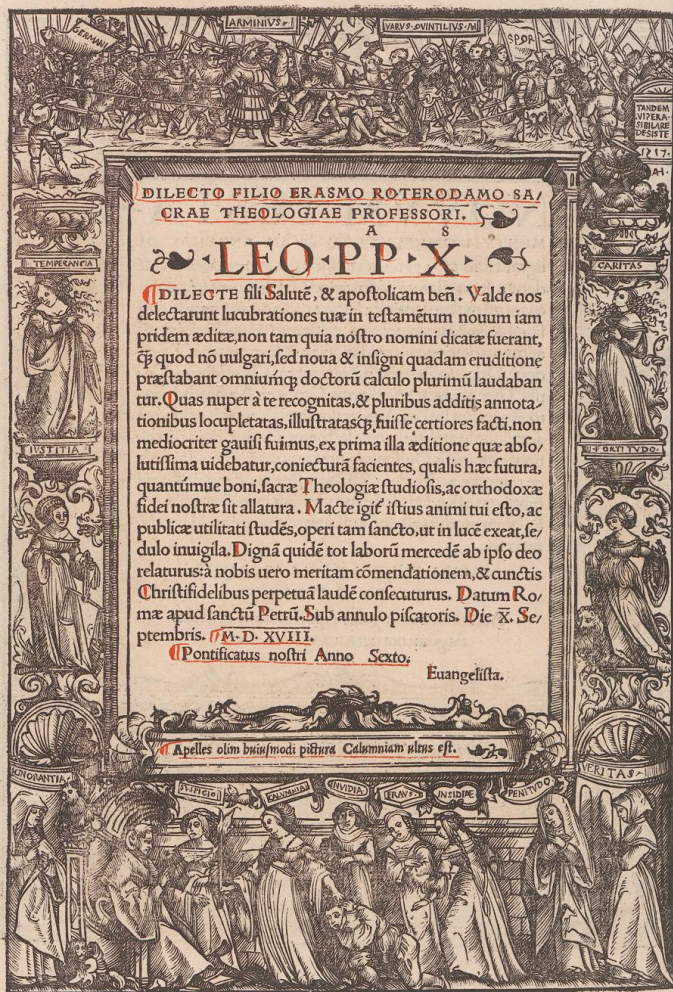 GERMANI
ARMINIVS
VARVS QVINTILIVS
SPQR
TANDEM
VIPERA
SIBILARE
DESISTE
1517
AH
DILECTO FILIO ERASMO ROTERODAMO SA/
CRAE THEOLOGIAE PROFESSORI.
A S
·LEO·PP·X·
TEMPERANCIA
CARITAS
DILECTE fili Salutē, & apostolicam ben̄. Valde nos
delectarunt lucubrationes tuæ in testamētum nouum iam
pridem æditæ, non tam quia nostro nomini dicatæ fuerant,
q̄ȝ quod nō uulgari, sed noua & insigni quadam eruditione
præstabant omniumq́ȝ doctorū calculo plurimū laudaban
tur. Quas nuper à te recognitas, & pluribus additis annota-
tionibus locupletatas, illustratasq́ȝ, fuisse certiores facti, non
mediocriter gauisi fuimus, ex prima illa æditione quæ abso/
lutissima uidebatur, coniecturā facientes, qualis hæc futura,
quantúmue boni, sacræ Theologiæ studiosis, ac orthodoxæ
fidei nostræ sit allatura. Macte igit̄ istius animi tui esto, ac
publicæ utilitati studēs, operi tam sancto, ut in lucē exeat, se/
dulo inuigila. Dignā quidē tot laborū mercedē ab ipso deo
relaturus: à nobis uero meritam cōmendationem, & cunctis
Christifidelibus perpetuā laudē consecuturus. Datum Ro-
mæ apud sanctū Petrū. Sub annulo piscatoris. Die X̄. Se/
ptembris. M·D·XVIII.
Pontificatus nostri Anno Sexto.
Euangelista.
IUSTITIA
FORTITVDO.
Apelles olim huiusmodi pictura Calumniam ultus est.
IGNORANTIA
SVSPICIO
CALVMNIA
INVIDIA
FRAVS
INSIDIAE
PENITVDO
VERITAS